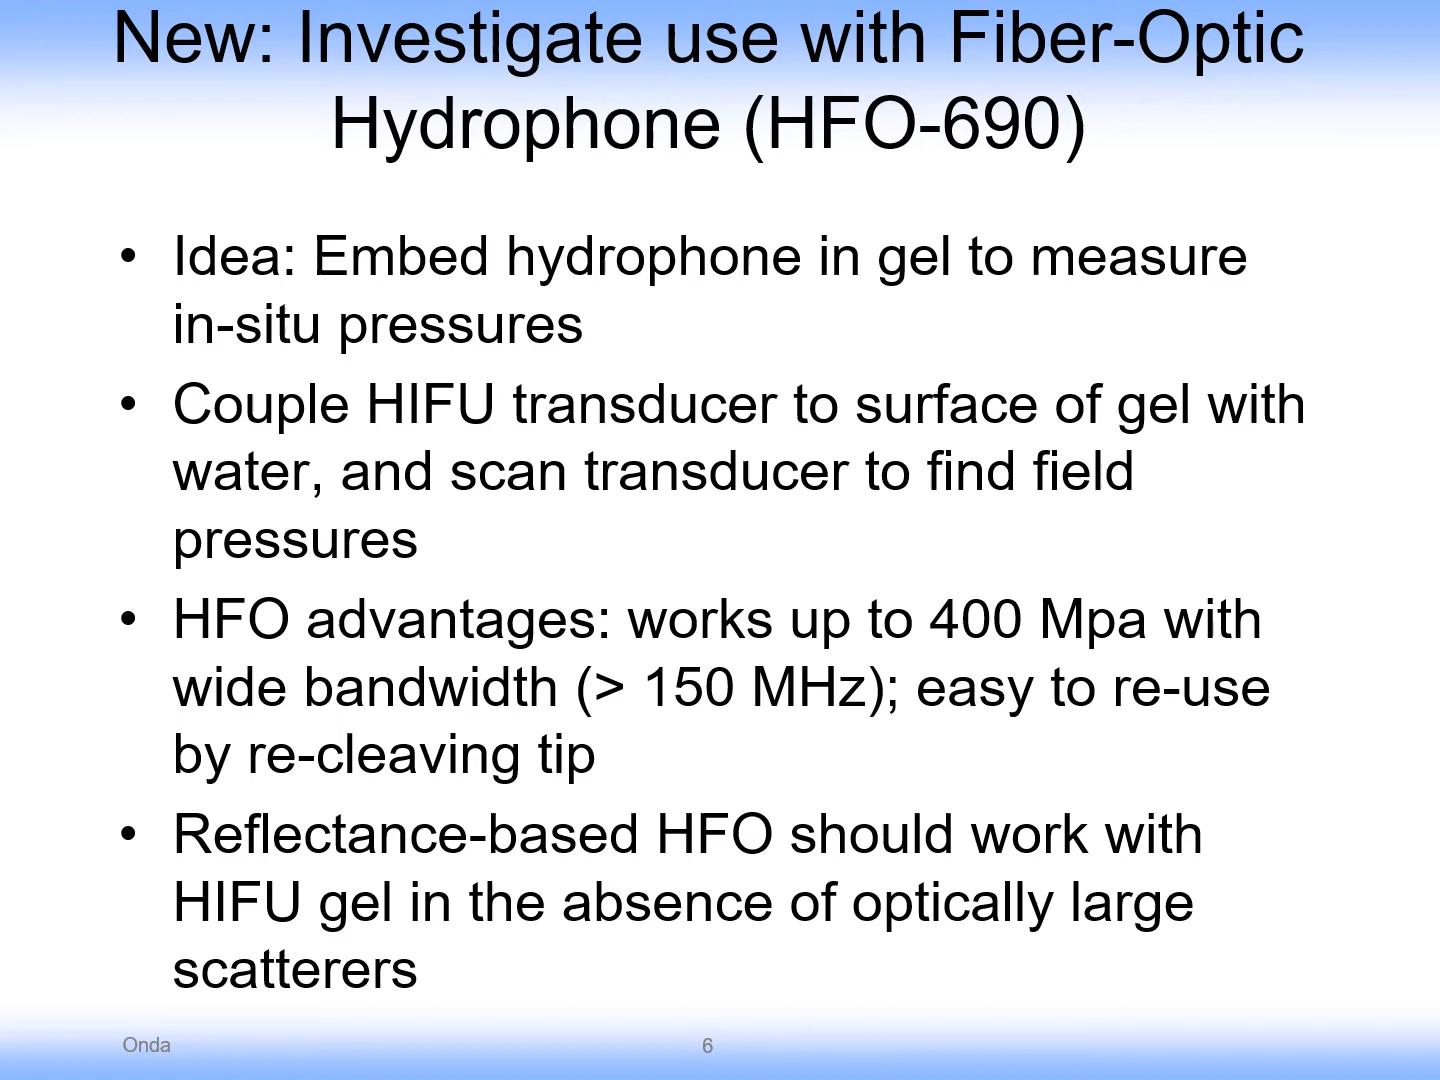 New: Investigate use with Fiber-Optic
Hydrophone (HFO-690)
• Idea: Embed hydrophone in gel to measure
in-situ pressures
• Couple HIFU transducer to surface of gel with
water, and scan transducer to find field
pressures
• HFO advantages: works up to 400 Mpa with
wide bandwidth (> 150 MHz); easy to re-use
by re-cleaving tip
• Reflectance-based HFO should work with
HIFU gel in the absence of optically large
scatterers
Onda
6